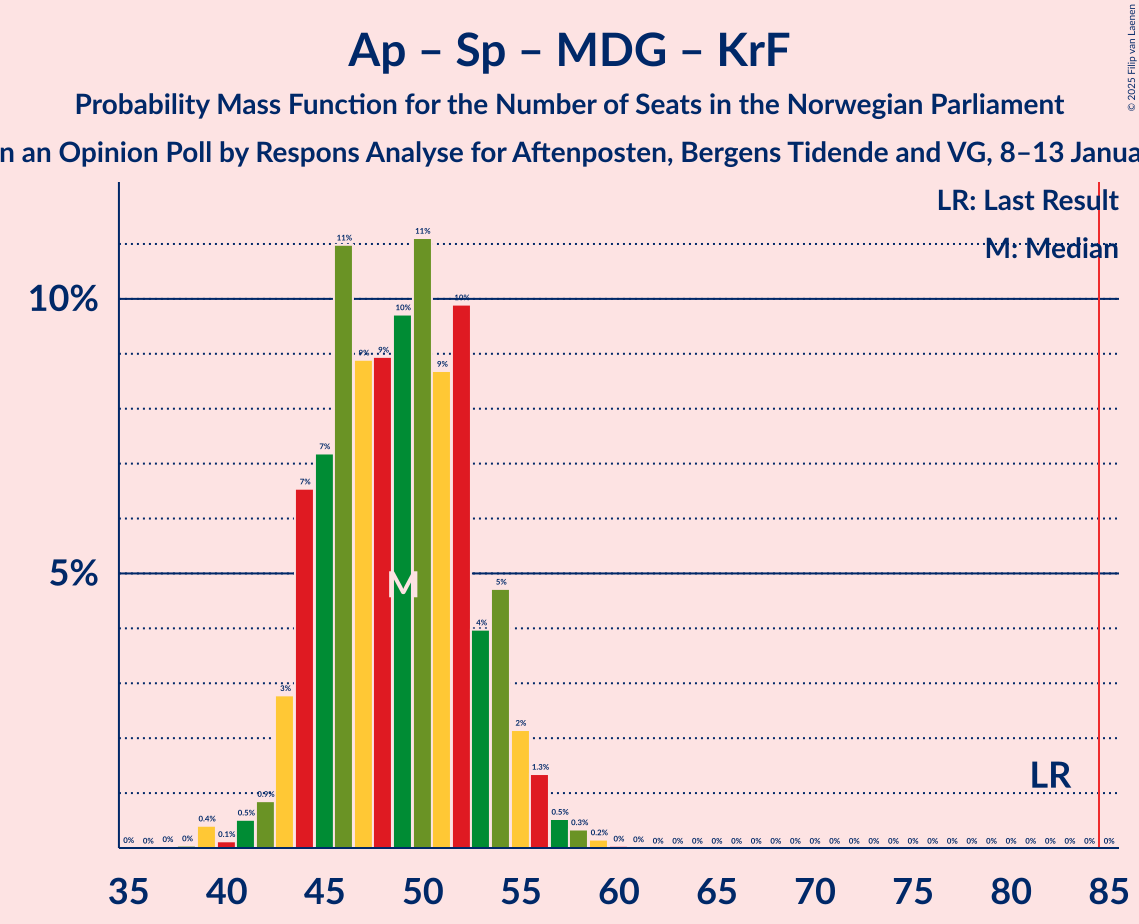 Ap – Sp – MDG – KrF
Probability Mass Function for the Number of Seats in the Norwegian Parliament
n an Opinion Poll by Respons Analyse for Aftenposten, Bergens Tidende and VG, 8–13 Janua
© 2025 Filip van Laenen
LR: Last Result
M: Median
10%
5%
0% 0% 0% 0% 0.4% 0.1% 0.5% 0.9% 3% 7% 7% 11% 9% 9% 10% 11% 9% 10% 4% 5% 2% 1.3% 0.5% 0.3% 0.2% 0% 0% 0% 0% 0% 0% 0% 0% 0% 0% 0% 0% 0% 0% 0% 0% 0% 0% 0% 0% 0% 0% 0% 0% 0% 0%
M
LR
35 40 45 50 55 60 65 70 75 80 85